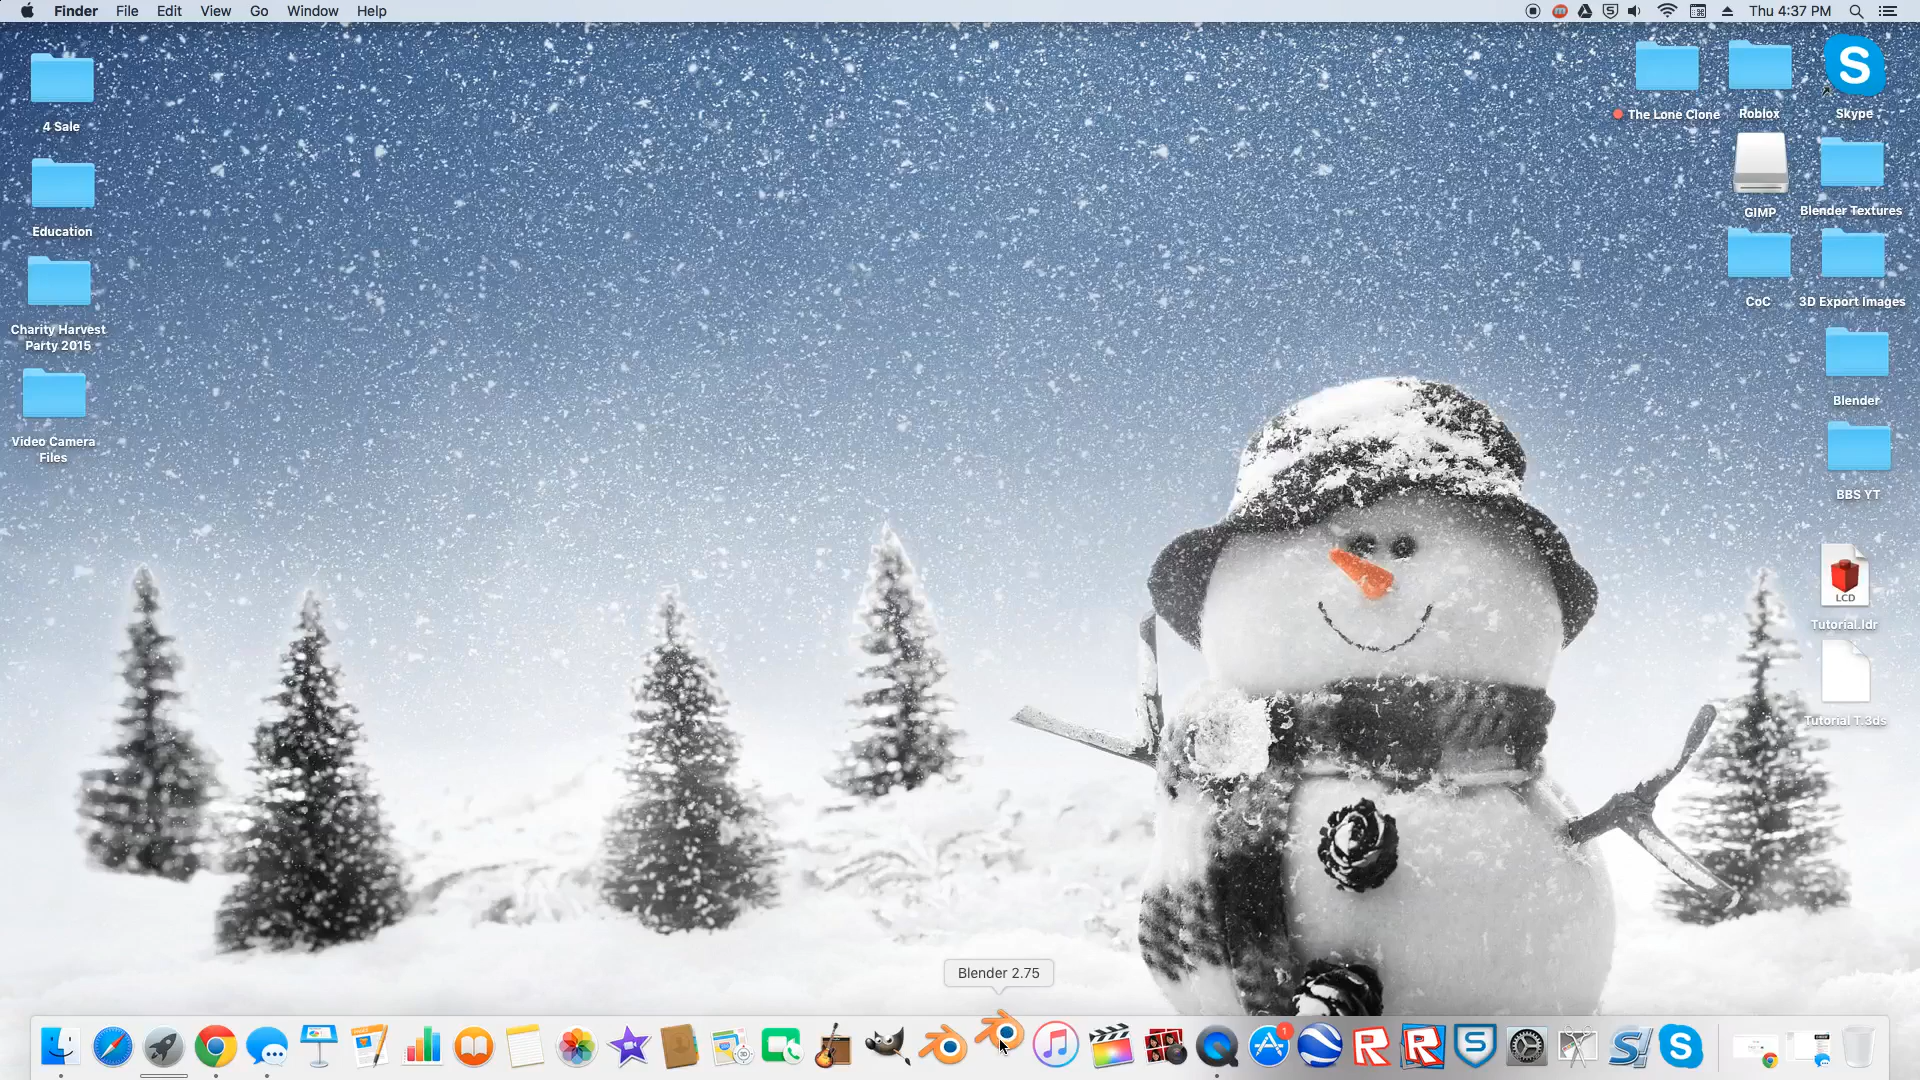 Finder File Edit View Go Window Help
Thu 4:37 PM
4 Sale
Education
Charity Harvest
Party 2015
Video Camera
Files
The Lone Clone
Roblox
Skype
GIMP
Blender Textures
CoC
3D Export Images
Blender
BBS YT
LCD
Tutorial.ldr
Tutorial T.3ds
Blender 2.75
1